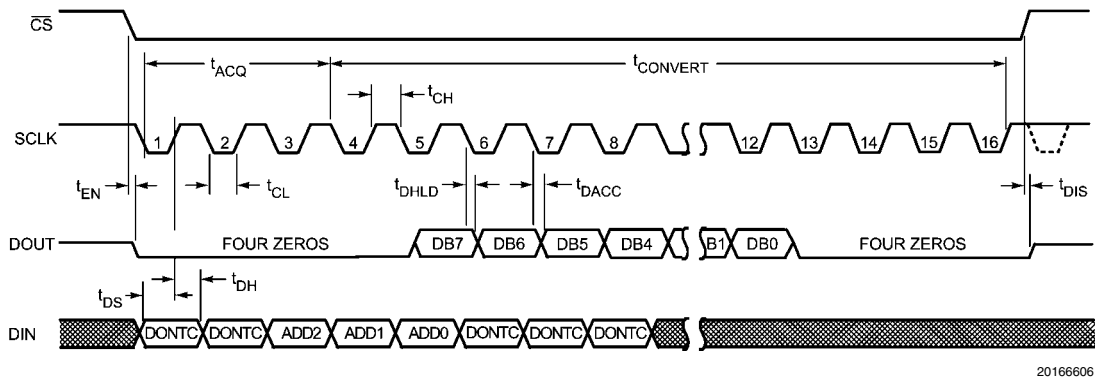 CS
tACQ
tCONVERT
tCH
SCLK
1 2 3 4 5 6 7 8 12 13 14 15 16
tEN
tCL
tDHLD
tDACC
tDIS
DOUT
FOUR ZEROS
DB7 DB6 DB5 DB4 B1 DB0
FOUR ZEROS
tDS
tDH
DIN
DONTC DONTC ADD2 ADD1 ADD0 DONTC DONTC DONTC
20166606